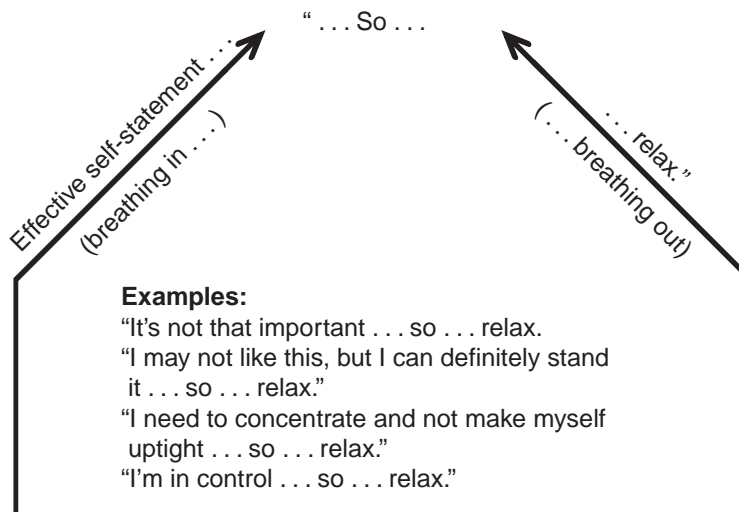 “ . . . So . . .
Effective self-statement . . .
(breathing in . . .)
. . . relax.”
( . . . breathing out)
Examples:
“It’s not that important . . . so . . . relax.
“I may not like this, but I can definitely stand
it . . . so . . . relax.”
“I need to concentrate and not make myself
uptight . . . so . . . relax.”
“I’m in control . . . so . . . relax.”